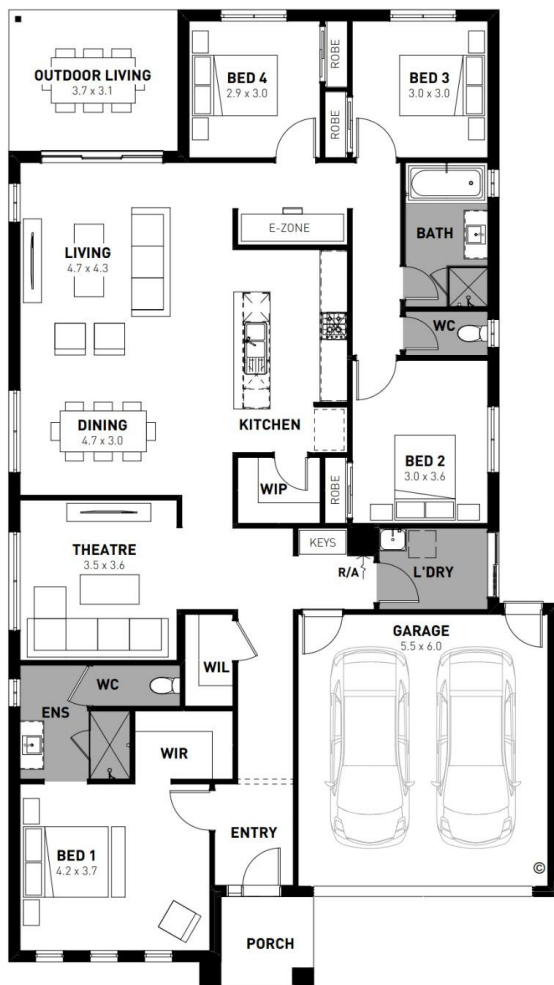 OUTDOOR LIVING
3.7 x 3.1
BED 4
2.9 x 3.0
ROBE
ROBE
BED 3
3.0 x 3.0
LIVING
4.7 x 4.3
E-ZONE
BATH
WC
DINING
4.7 x 3.0
KITCHEN
WIP
ROBE
BED 2
3.0 x 3.6
THEATRE
3.5 x 3.6
KEYS
R/A
L'DRY
GARAGE
5.5 x 6.0
WC
WIL
ENS
WIR
BED 1
4.2 x 3.7
ENTRY
©
PORCH